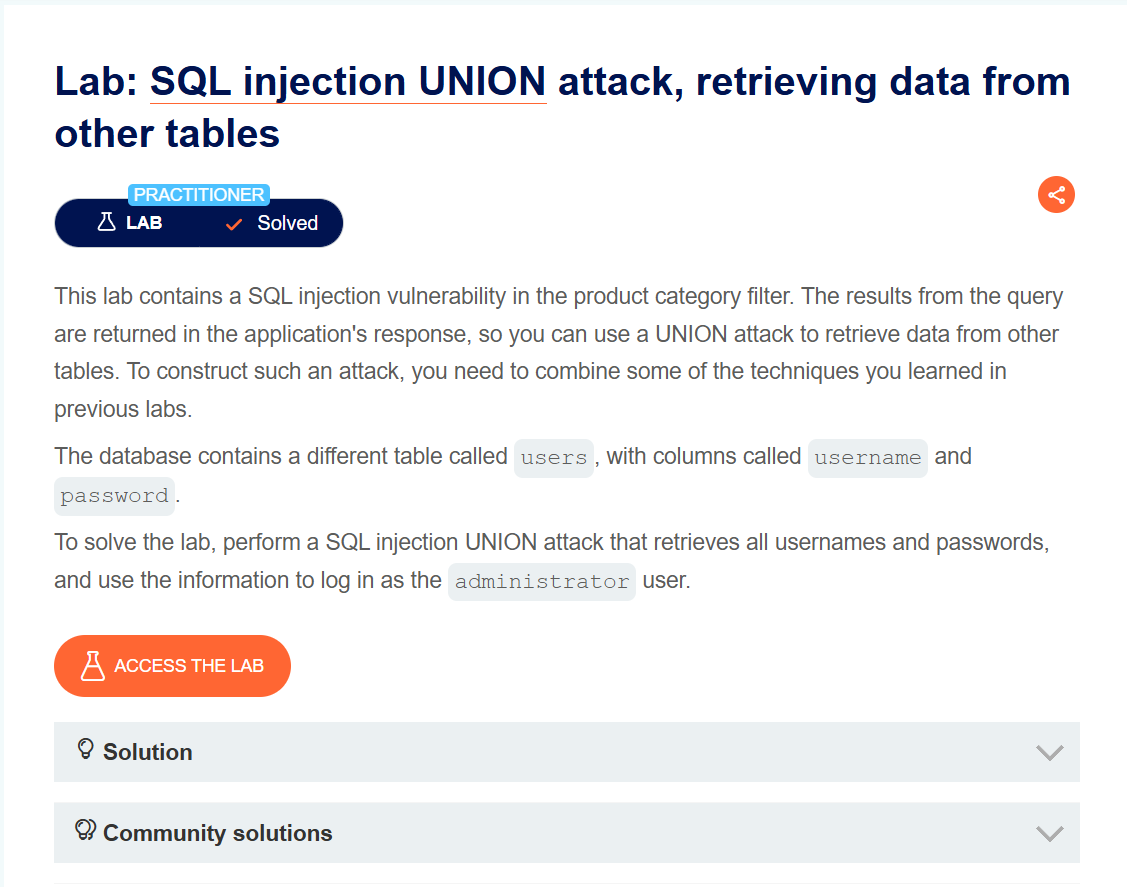 Lab: SQL injection UNION attack, retrieving data from
other tables
PRACTITIONER
LAB Solved
This lab contains a SQL injection vulnerability in the product category filter. The results from the query
are returned in the application's response, so you can use a UNION attack to retrieve data from other
tables. To construct such an attack, you need to combine some of the techniques you learned in
previous labs.
The database contains a different table called users, with columns called username and
password.
To solve the lab, perform a SQL injection UNION attack that retrieves all usernames and passwords,
and use the information to log in as the administrator user.
ACCESS THE LAB
Solution
Community solutions